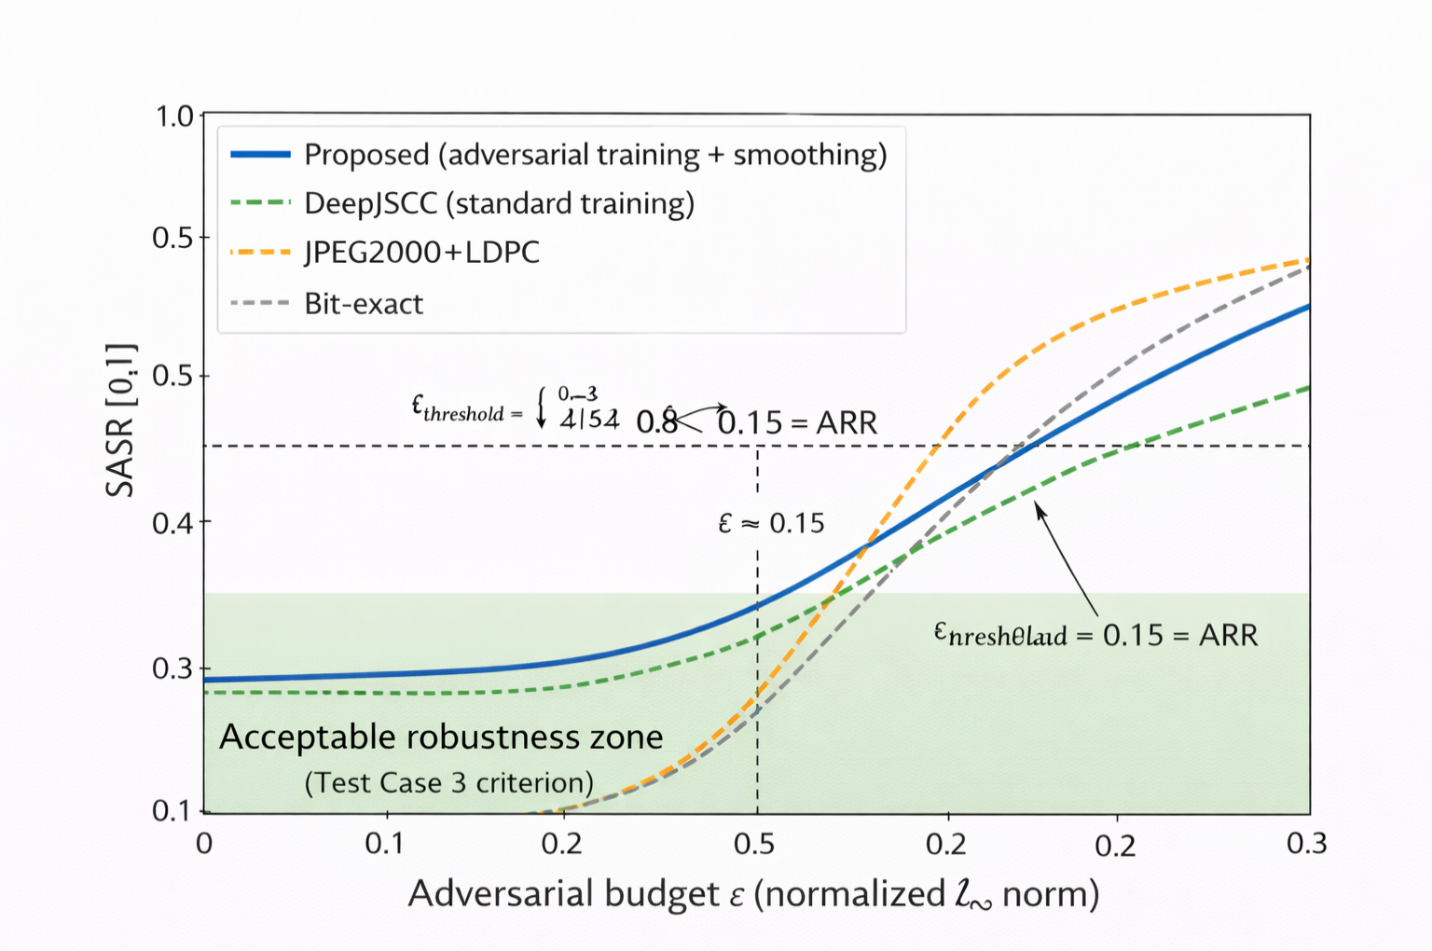 1.0
Proposed (adversarial training + smoothing)
DeepJSCC (standard training)
0.5
JPEG2000+LDPC
Bit-exact
0.5
SASR [0,1]
0.8
0.15 = ARR
0.4
ε ≈ 0.15
= 0.15 = ARR
0.3
Acceptable robustness zone
(Test Case 3 criterion)
0.1
0 0.1 0.2 0.5 0.2 0.2 0.3
Adversarial budget ε (normalized norm)